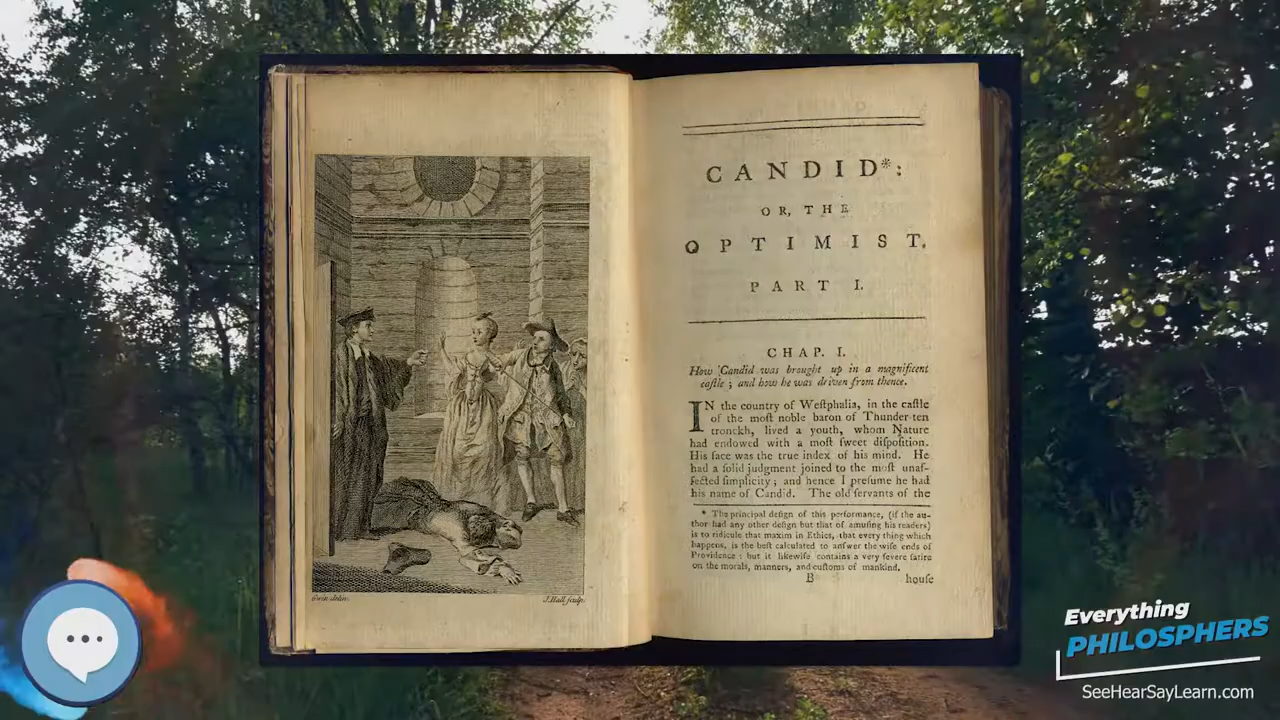 CANDID*:
OR, THE
OPTIMIST.
PART I.
CHAP. I.
How Candid was brought up in a magnificent
caſtle; and how he was driven from thence.
IN the country of Weſtphalia, in the caſtle
of the moſt noble baron of Thunder-ten
tronckh, lived a youth, whom Nature
had endowed with a moſt ſweet diſpoſition.
His face was the true index of his mind. He
had a ſolid judgment joined to the moſt unaf-
fected ſimplicity; and hence I preſume he had
his name of Candid. The old ſervants of the
* The principal deſign of this performance, (if the au-
thor had any other deſign but that of amuſing his readers)
is to ridicule that maxim in Ethics, that every thing which
happens, is the beſt calculated to anſwer the wiſe ends of
Providence: but it likewiſe contains a very ſevere ſatire
on the morals, manners, and cuſtoms of mankind.
B
houſe
delin.
J. Hall ſculp.
Everything
PHILOSPHERS
SeeHearSayLearn.com